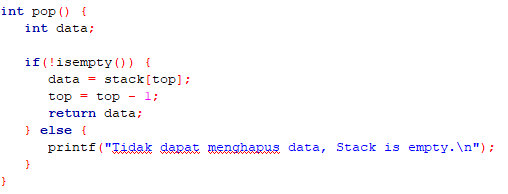 int pop() {
   int data;

   if(!isempty()) {
      data = stack[top];
      top = top - 1;
      return data;
   } else {
      printf("Tidak dapat menghapus data, Stack is empty.\n");
   }
}